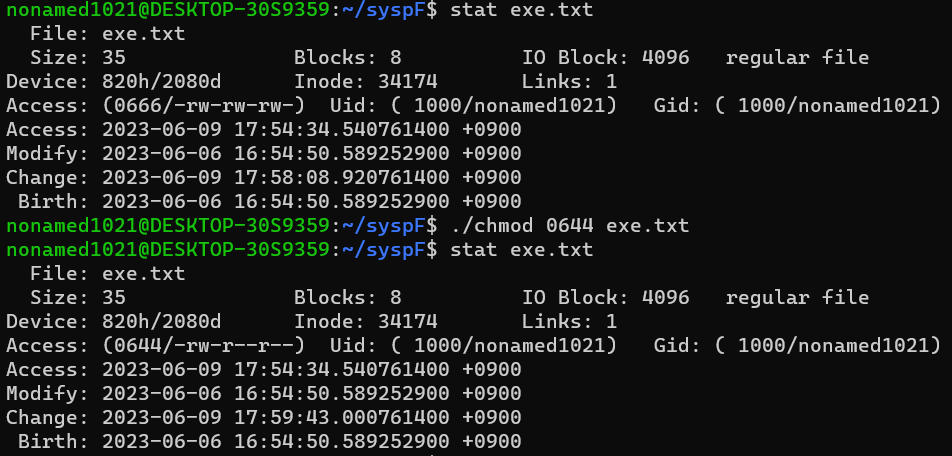 nonamed1021@DESKTOP-30S9359:~/syspF$ stat exe.txt
  File: exe.txt
  Size: 35              Blocks: 8          IO Block: 4096   regular file
Device: 820h/2080d      Inode: 34174       Links: 1
Access: (0666/-rw-rw-rw-)  Uid: ( 1000/nonamed1021)   Gid: ( 1000/nonamed1021)
Access: 2023-06-09 17:54:34.540761400 +0900
Modify: 2023-06-06 16:54:50.589252900 +0900
Change: 2023-06-09 17:58:08.920761400 +0900
 Birth: 2023-06-06 16:54:50.589252900 +0900
nonamed1021@DESKTOP-30S9359:~/syspF$ ./chmod 0644 exe.txt
nonamed1021@DESKTOP-30S9359:~/syspF$ stat exe.txt
  File: exe.txt
  Size: 35              Blocks: 8          IO Block: 4096   regular file
Device: 820h/2080d      Inode: 34174       Links: 1
Access: (0644/-rw-r--r--)  Uid: ( 1000/nonamed1021)   Gid: ( 1000/nonamed1021)
Access: 2023-06-09 17:54:34.540761400 +0900
Modify: 2023-06-06 16:54:50.589252900 +0900
Change: 2023-06-09 17:59:43.000761400 +0900
 Birth: 2023-06-06 16:54:50.589252900 +0900